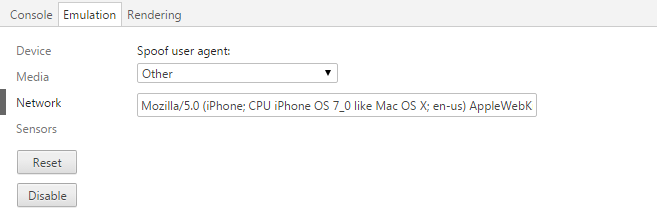 Console Emulation Rendering
Device
Media
Network
Sensors
Reset
Disable
Spoof user agent:
Other
Mozilla/5.0 (iPhone; CPU iPhone OS 7_0 like Mac OS X; en-us) AppleWebK